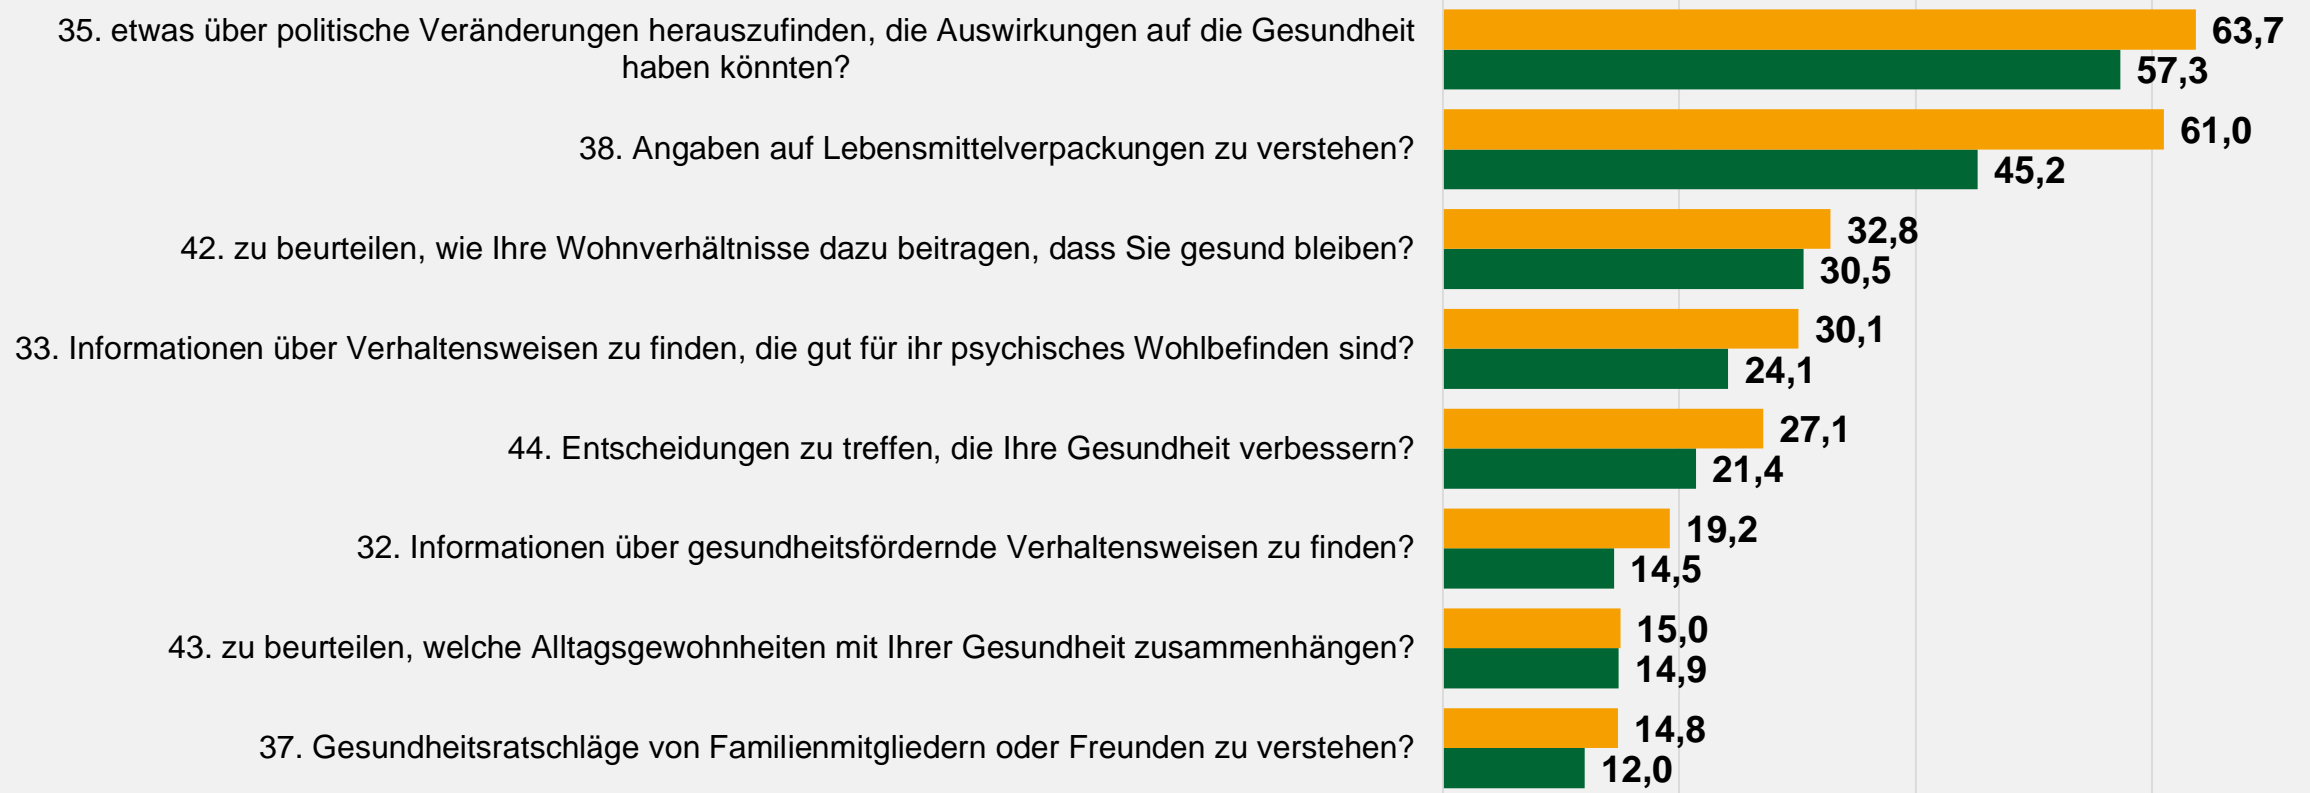 35. etwas über politische Veränderungen herauszufinden, die Auswirkungen auf die Gesundheit
haben könnten?
63,7
57,3
38. Angaben auf Lebensmittelverpackungen zu verstehen?
61,0
45,2
42. zu beurteilen, wie Ihre Wohnverhältnisse dazu beitragen, dass Sie gesund bleiben?
32,8
30,5
33. Informationen über Verhaltensweisen zu finden, die gut für ihr psychisches Wohlbefinden sind?
30,1
24,1
44. Entscheidungen zu treffen, die Ihre Gesundheit verbessern?
27,1
21,4
32. Informationen über gesundheitsfördernde Verhaltensweisen zu finden?
19,2
14,5
43. zu beurteilen, welche Alltagsgewohnheiten mit Ihrer Gesundheit zusammenhängen?
15,0
14,9
37. Gesundheitsratschläge von Familienmitgliedern oder Freunden zu verstehen?
14,8
12,0